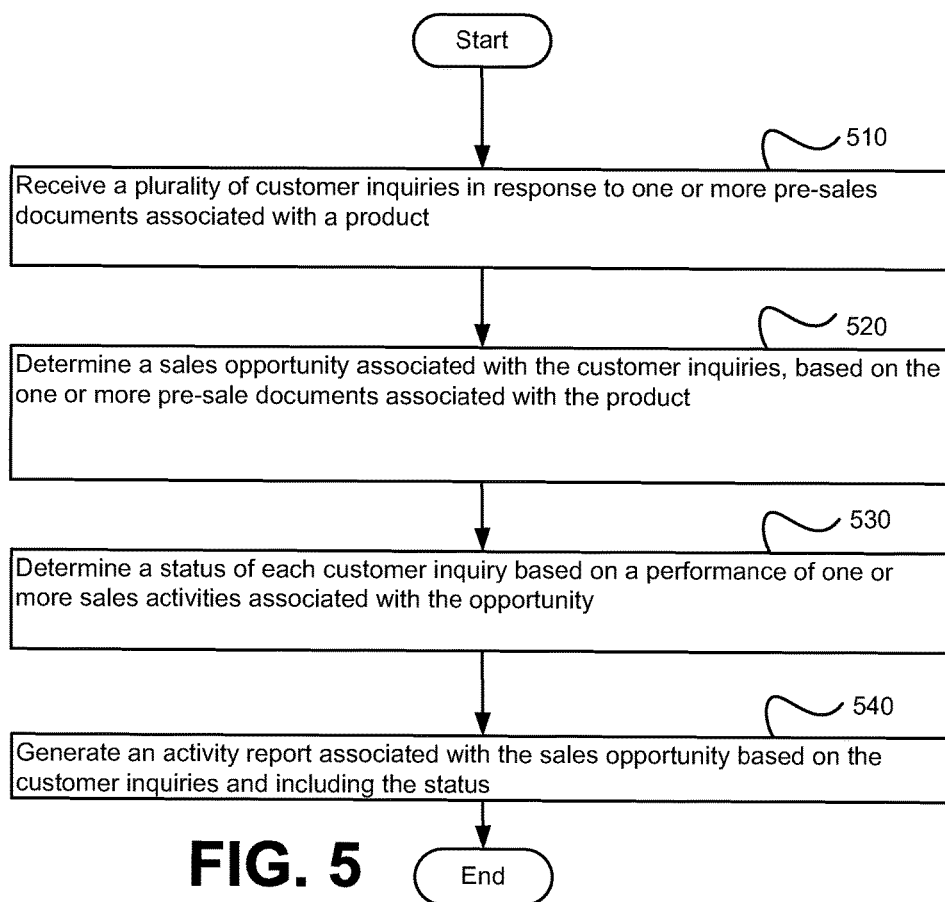 Start
510
Receive a plurality of customer inquiries in response to one or more pre-sales
documents associated with a product
520
Determine a sales opportunity associated with the customer inquiries, based on the
one or more pre-sale documents associated with the product
530
Determine a status of each customer inquiry based on a performance of one or
more sales activities associated with the opportunity
540
Generate an activity report associated with the sales opportunity based on the
customer inquiries and including the status
FIG. 5
End